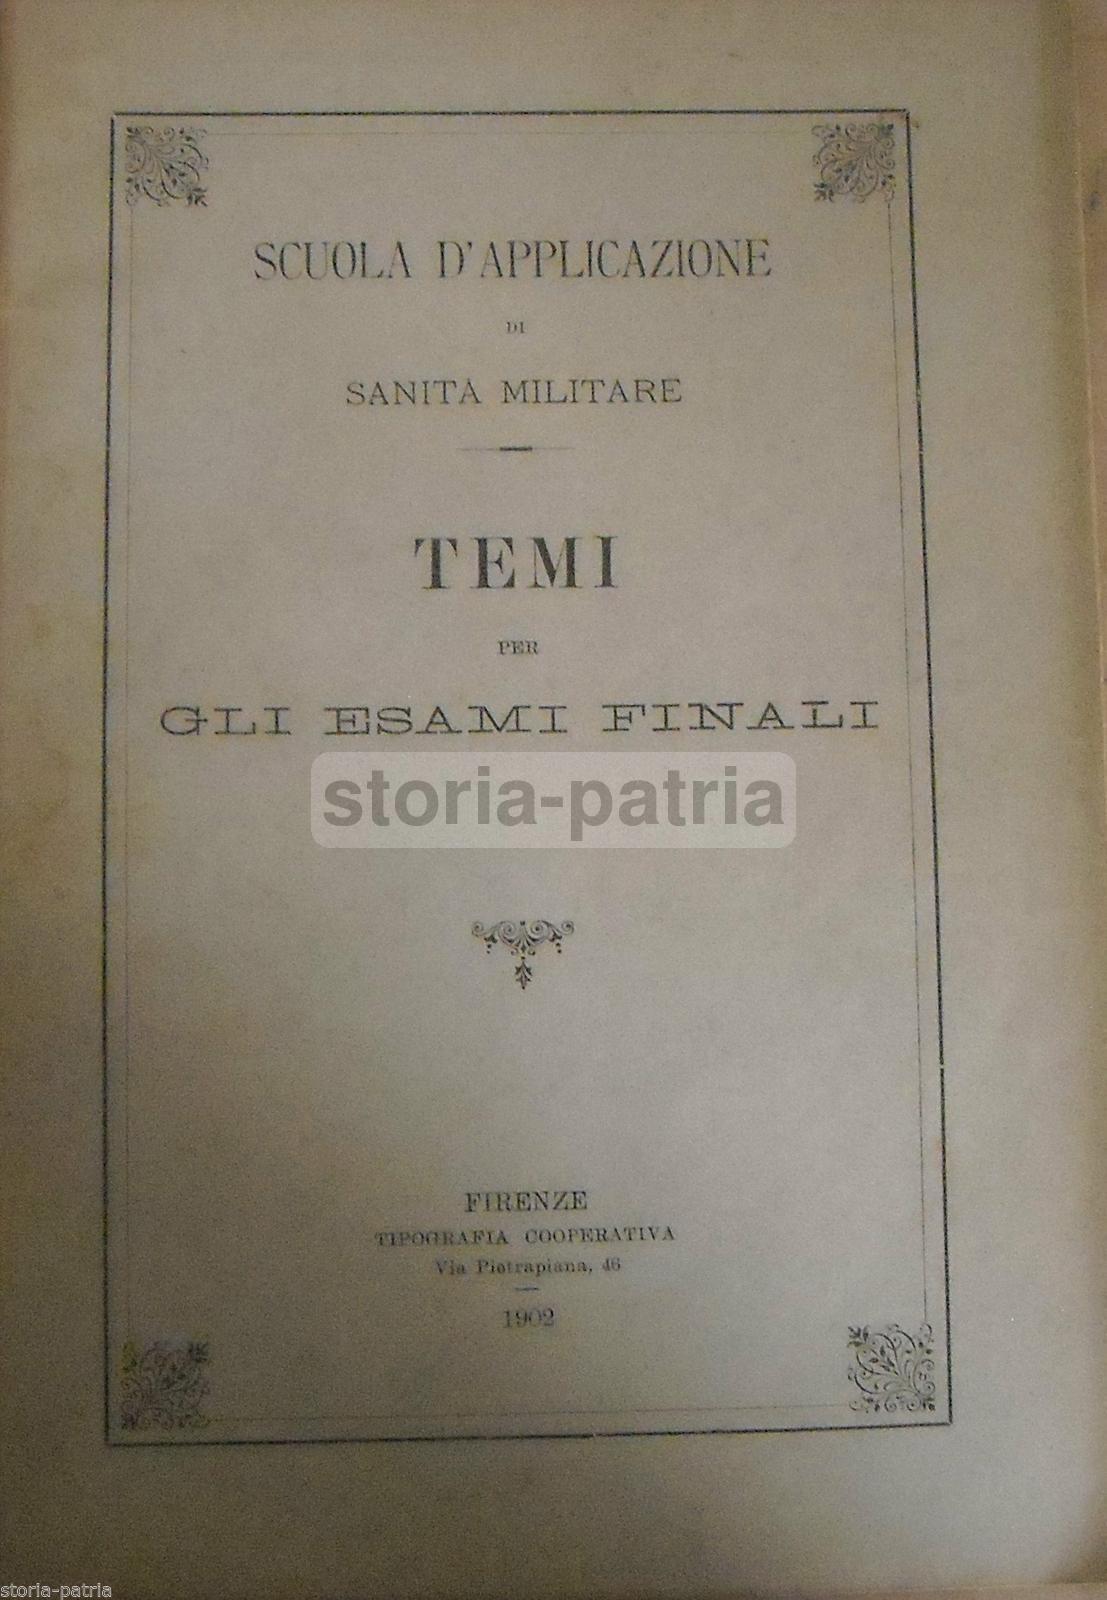 SCUOLA D'APPLICAZIONE
DI
SANITÀ MILITARE
TEMI
PER
GLI ESAMI FINALI
storia-patria
FIRENZE
TIPOGRAFIA COOPERATIVA
Via Pietrapiana, 46
1902
storia-patria